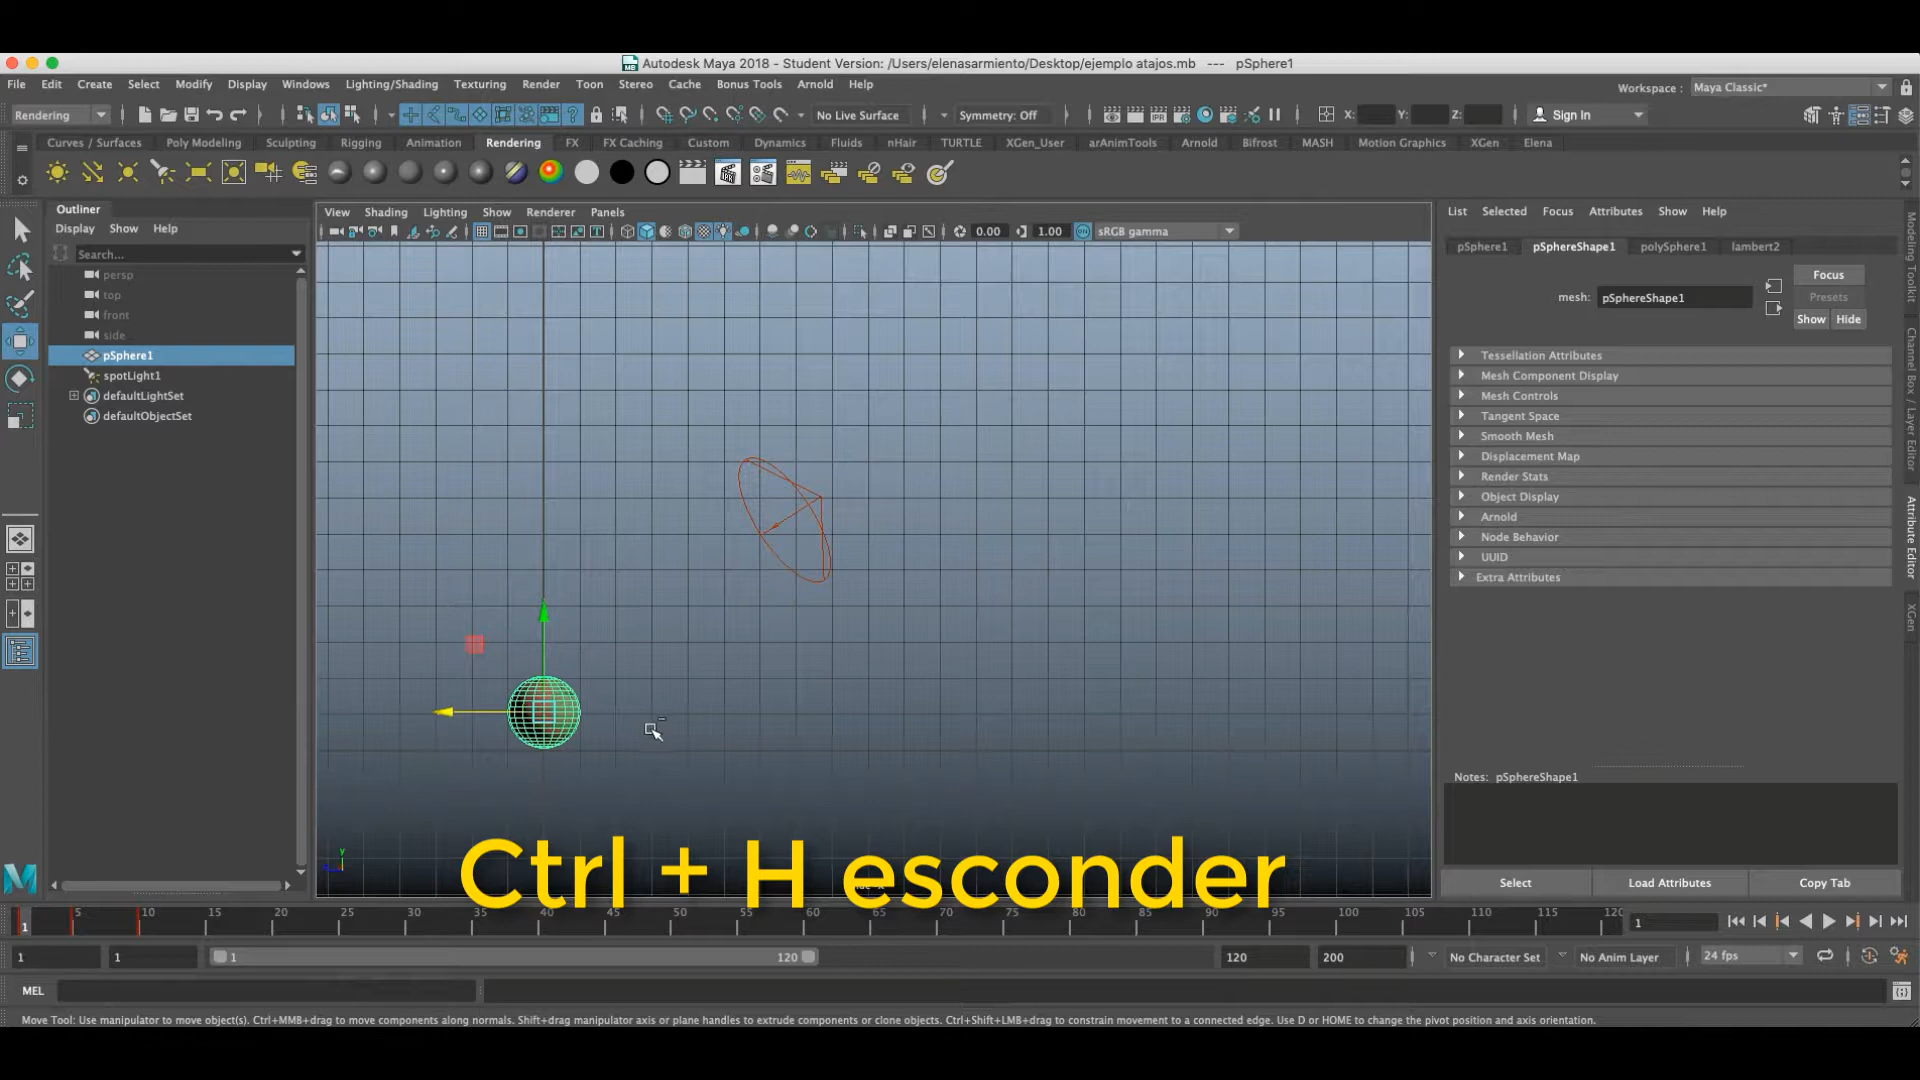 Autodesk Maya 2018 - Student Version: /Users/elenasarmiento/Desktop/ejemplo atajos.mb --- pSphere1
File Edit Create Select Modify Display Windows Lighting/Shading Texturing Render Toon Stereo Cache Bonus Tools Arnold Help
Workspace : Maya Classic*
Rendering No Live Surface Symmetry: Off X: Y: Z: Sign In
Curves / Surfaces Poly Modeling Sculpting Rigging Animation Rendering FX FX Caching Custom Dynamics Fluids nHair TURTLE XGen_User arAnimTools Arnold Bifrost MASH Motion Graphics XGen Elena
Outliner
Display Show Help
Search...
persp
top
front
side
pSphere1
spotLight1
defaultLightSet
defaultObjectSet
View Shading Lighting Show Renderer Panels
0.00 1.00 sRGB gamma
y
List Selected Focus Attributes Show Help
pSphere1 pSphereShape1 polySphere1 lambert2
mesh: pSphereShape1
Focus
Presets
Show Hide
Tessellation Attributes
Mesh Component Display
Mesh Controls
Tangent Space
Smooth Mesh
Displacement Map
Render Stats
Object Display
Arnold
Node Behavior
UUID
Extra Attributes
Notes: pSphereShape1
Select Load Attributes Copy Tab
Modeling Toolkit
Channel Box / Layer Editor
Attribute Editor
XGen
Ctrl + H esconder
1 5 10 15 20 25 30 35 40 45 50 55 60 65 70 75 80 85 90 95 100 105 110 115 120 1
1 1 1 120 120 200 No Character Set No Anim Layer 24 fps
MEL
Move Tool: Use manipulator to move object(s). Ctrl+MMB+drag to move components along normals. Shift+drag manipulator axis or plane handles to extrude components or clone objects. Ctrl+Shift+LMB+drag to constrain movement to a connected edge. Use D or HOME to change the pivot position and axis orientation.